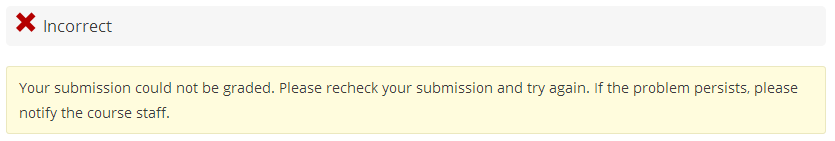 Incorrect
Your submission could not be graded. Please recheck your submission and try again. If the problem persists, please
notify the course staff.